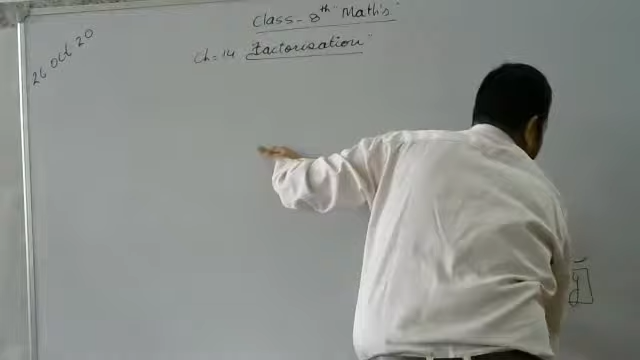 Class - 8th "Maths"
26 Oct 20
Ch = 14 Factorisation
y